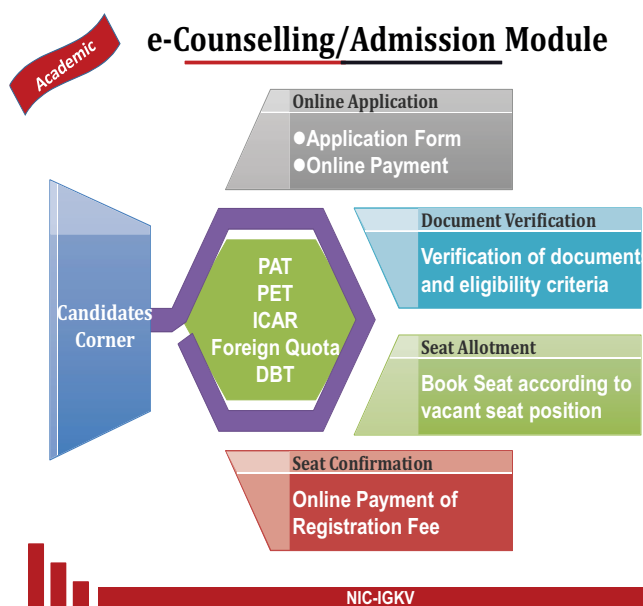 Academic
e-Counselling/Admission Module
Online Application
●Application Form
●Online Payment
Document Verification
Verification of document
and eligibility criteria
Candidates
Corner
PAT
PET
ICAR
Foreign Quota
DBT
Seat Allotment
Book Seat according to
vacant seat position
Seat Confirmation
Online Payment of
Registration Fee
NIC-IGKV